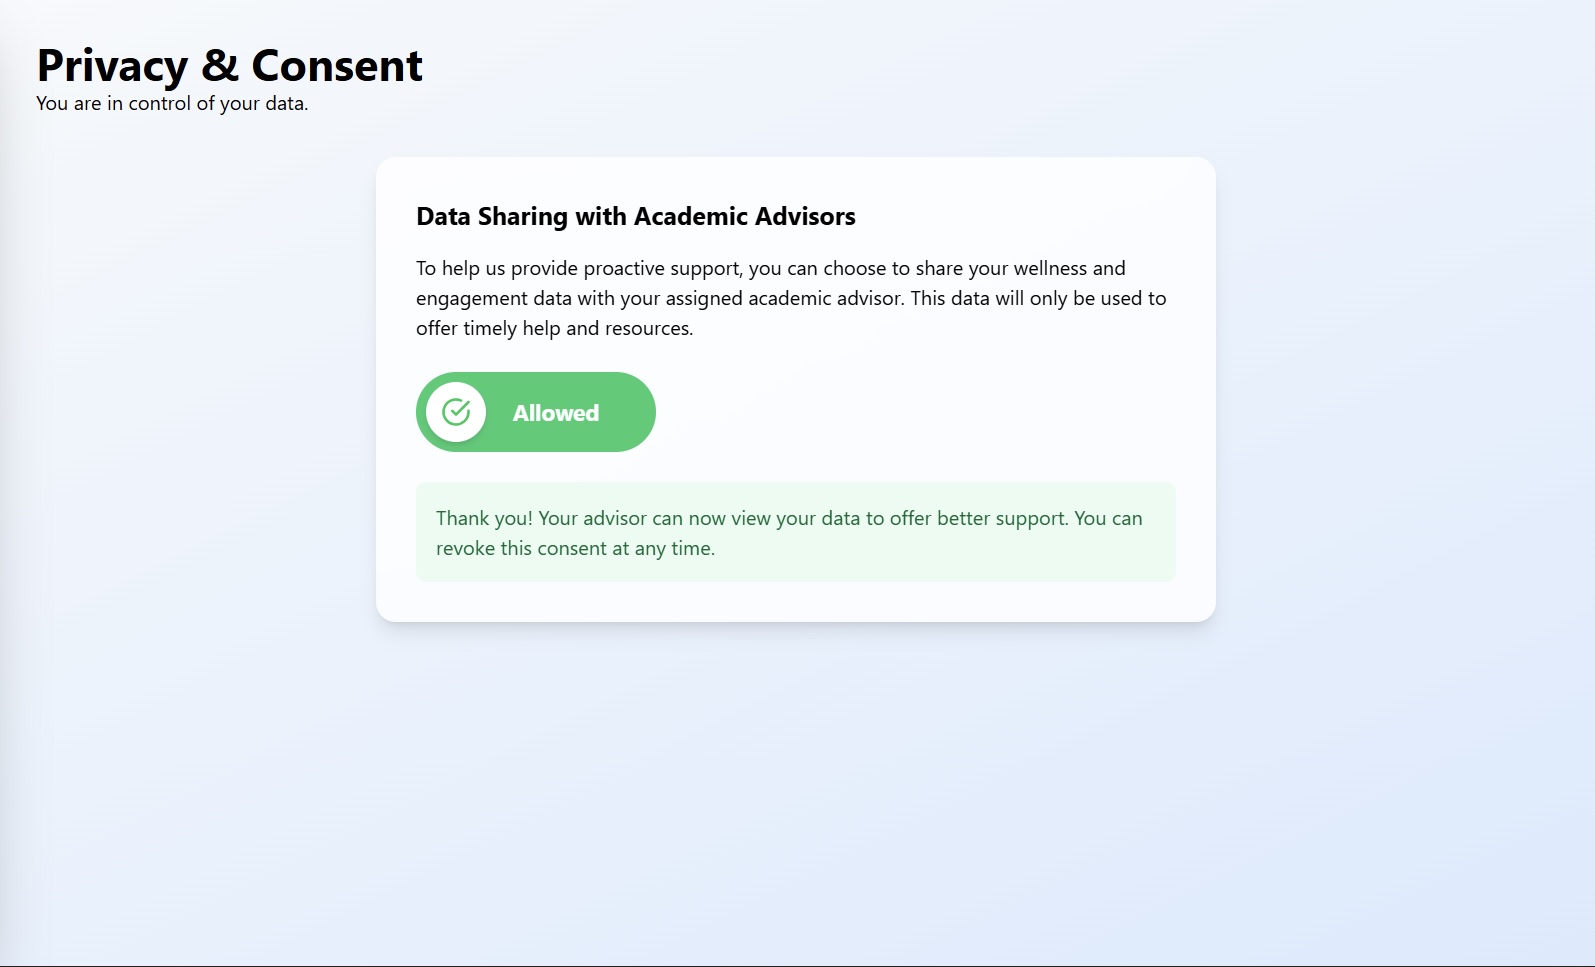 Privacy & Consent
You are in control of your data.
Data Sharing with Academic Advisors
To help us provide proactive support, you can choose to share your wellness and
engagement data with your assigned academic advisor. This data will only be used to
offer timely help and resources.
Allowed
Thank you! Your advisor can now view your data to offer better support. You can
revoke this consent at any time.